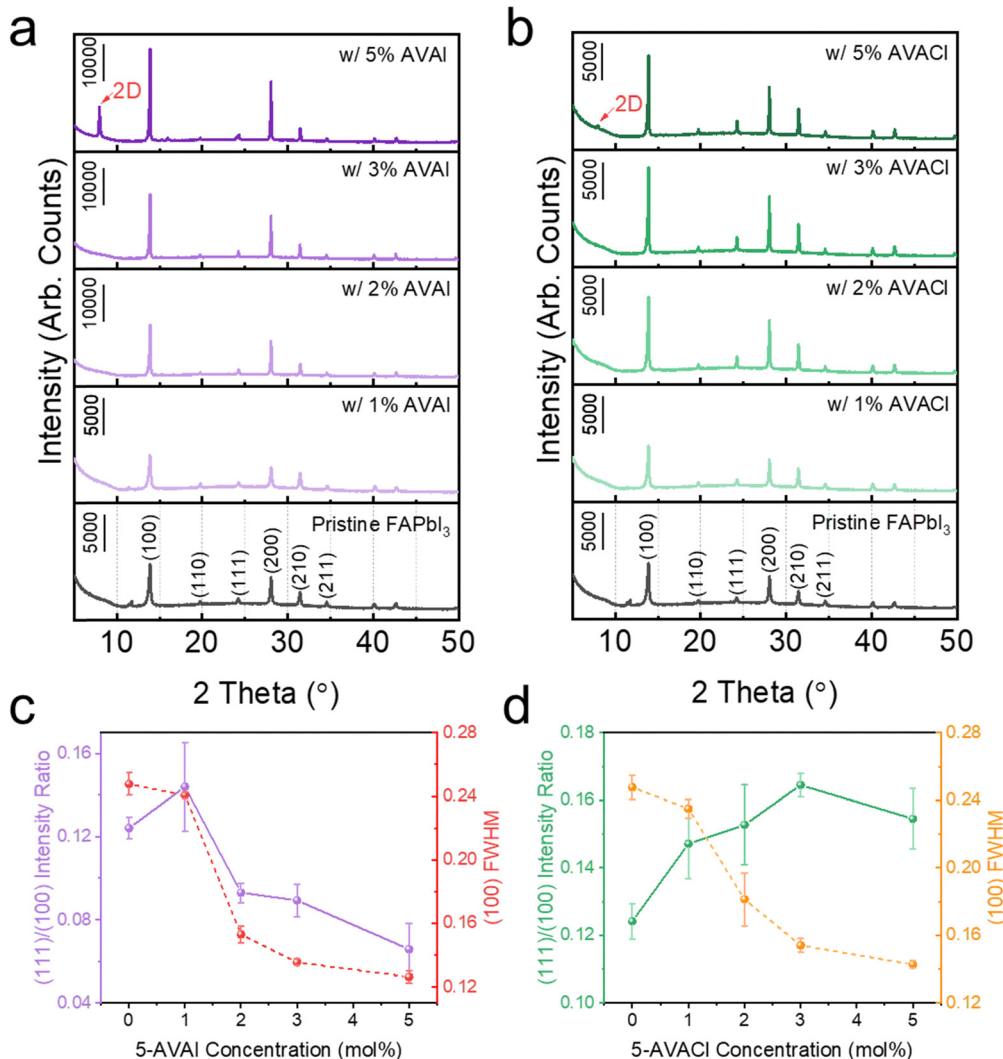 a
Intensity (Arb. Counts)
10000
w/ 5% AVAI
2D
10000
w/ 3% AVAI
10000
w/ 2% AVAI
5000
w/ 1% AVAI
5000
Pristine FAPbI₃
(100)
(110)
(111)
(200)
(210)
(211)
10 20 30 40 50
2 Theta (°)
b
Intensity (Arb. Counts)
5000
w/ 5% AVACl
2D
5000
w/ 3% AVACl
5000
w/ 2% AVACl
5000
w/ 1% AVACl
5000
Pristine FAPbI₃
(100)
(110)
(111)
(200)
(210)
(211)
10 20 30 40 50
2 Theta (°)
c
(111)/(100) Intensity Ratio
0.16
0.12
0.08
0.04
0.28
0.24
0.20
0.16
0.12
(100) FWHM
0 1 2 3 4 5
5-AVAI Concentration (mol%)
d
(111)/(100) Intensity Ratio
0.18
0.16
0.14
0.12
0.10
0.28
0.24
0.20
0.16
0.12
(100) FWHM
0 1 2 3 4 5
5-AVACl Concentration (mol%)